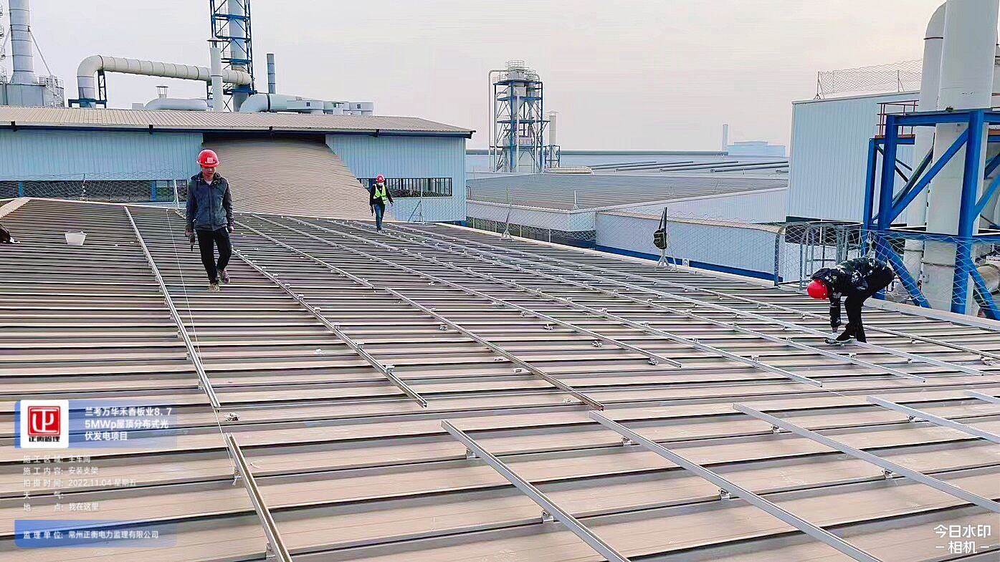 正衡监理
兰考万华禾香板业8.7
5MWp屋顶分布式光
伏发电项目
施工区域: 主车间
施工内容: 安装支架
拍摄时间: 2022.11.04 星期五
天 气:
地 点: 我在这里
监理单位: 常州正衡电力监理有限公司
今日水印
相机